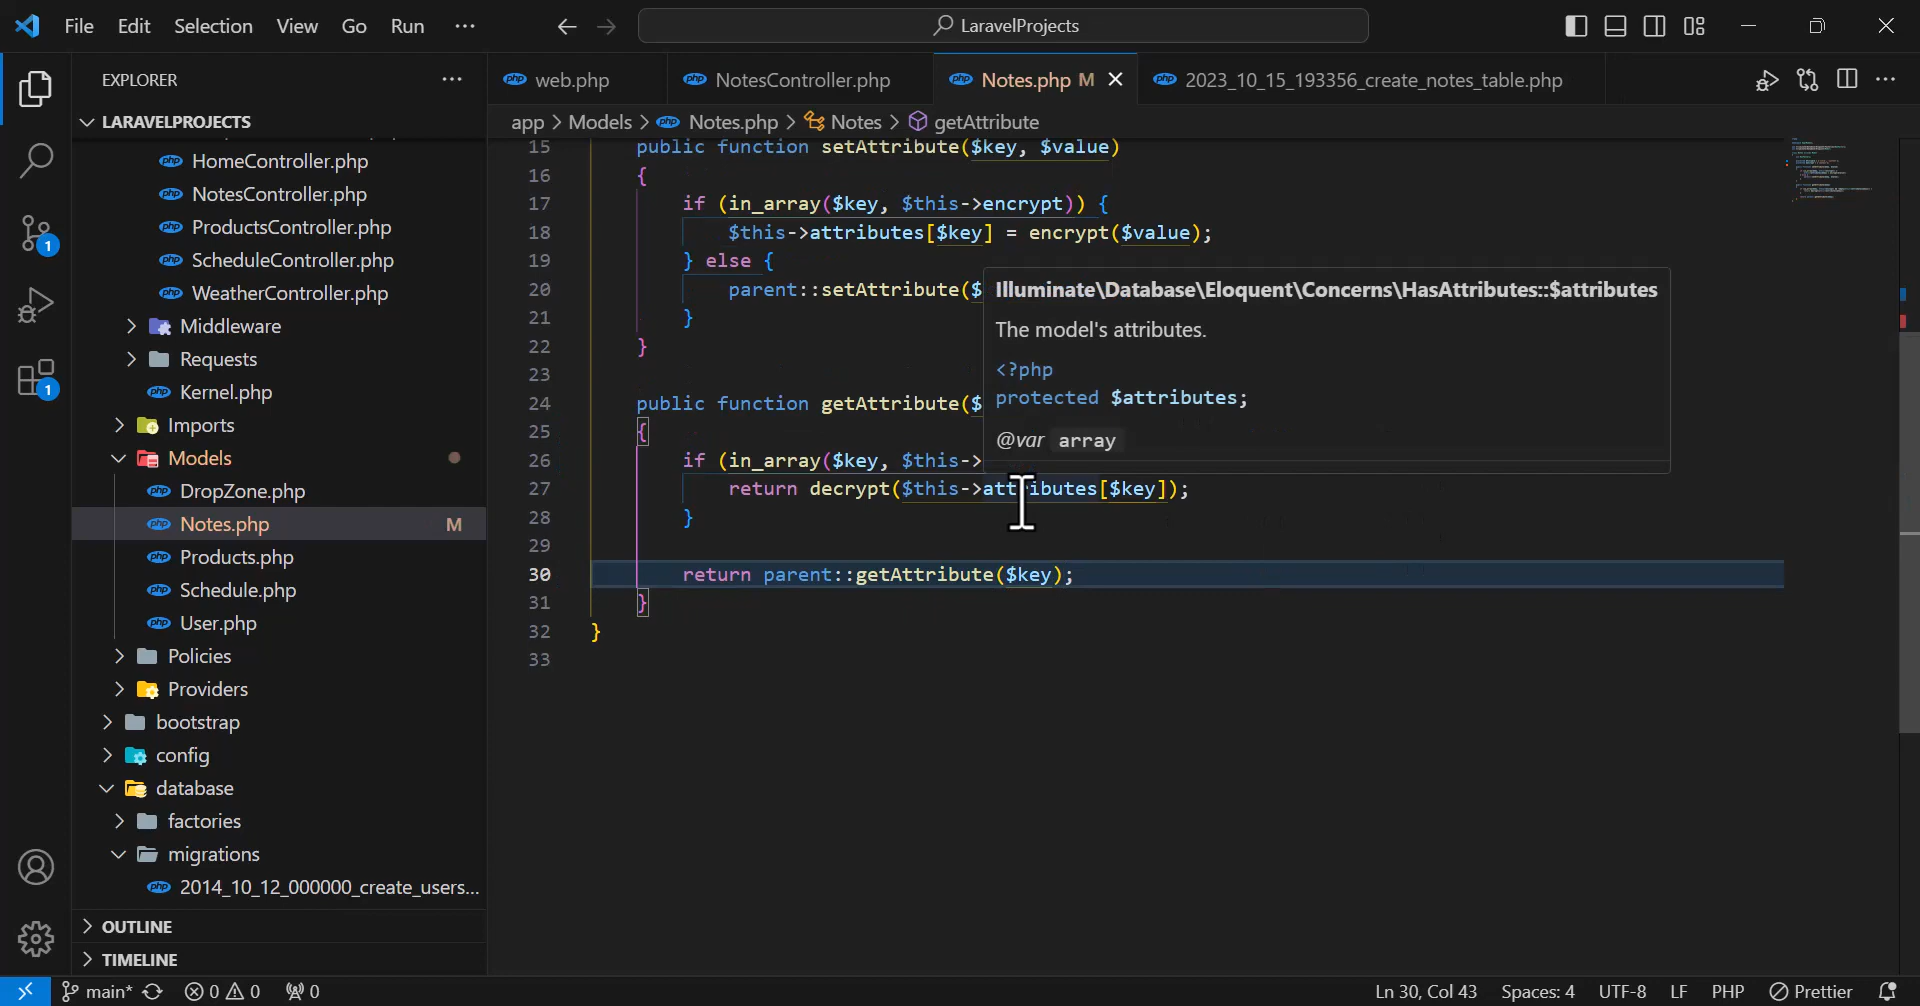 File Edit Selection View Go Run ··· LaravelProjects
EXPLORER ···
web.php NotesController.php Notes.php M 2023_10_15_193356_create_notes_table.php ···
app > Models > Notes.php > Notes > getAttribute
LARAVELPROJECTS
HomeController.php
NotesController.php
ProductsController.php
ScheduleController.php
WeatherController.php
Middleware
Requests
Kernel.php
Imports
Models
DropZone.php
Notes.php M
Products.php
Schedule.php
User.php
Policies
Providers
bootstrap
config
database
factories
migrations
2014_10_12_000000_create_users...
OUTLINE
TIMELINE
1
1
15 public function setAttribute($key, $value)
16 {
17 if (in_array($key, $this->encrypt)) {
18 $this->attributes[$key] = encrypt($value);
19 } else {
20 parent::setAttribute($
21 }
22 }
23
24 public function getAttribute($
25 {
26 if (in_array($key, $this->
27 return decrypt($this->attributes[$key]);
28 }
29
30 return parent::getAttribute($key);
31 }
32 }
33
Illuminate\Database\Eloquent\Concerns\HasAttributes::$attributes
The model's attributes.
<?php
protected $attributes;
@var array
main* 0 0 0 Ln 30, Col 43 Spaces: 4 UTF-8 LF PHP Prettier